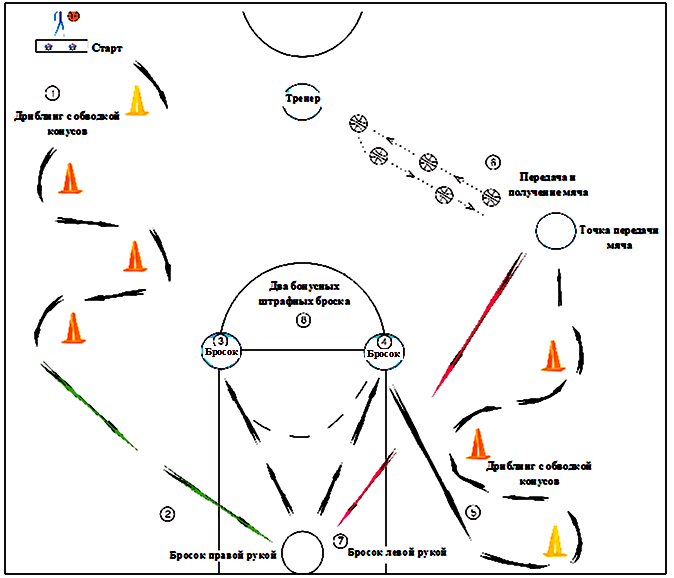 Старт
1
Дриблинг с обводкой
конусов
Тренер
6
Передача и
получение мяча
Точка передачи
мяча
Два бонусных
штрафных броска
8
3
Бросок
4
Бросок
Дриблинг с обводкой
конусов
2
5
7
Бросок правой рукой
Бросок левой рукой